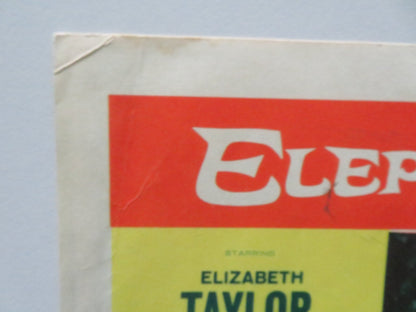 ELEP
STARRING
ELIZABETH
TAYLOR